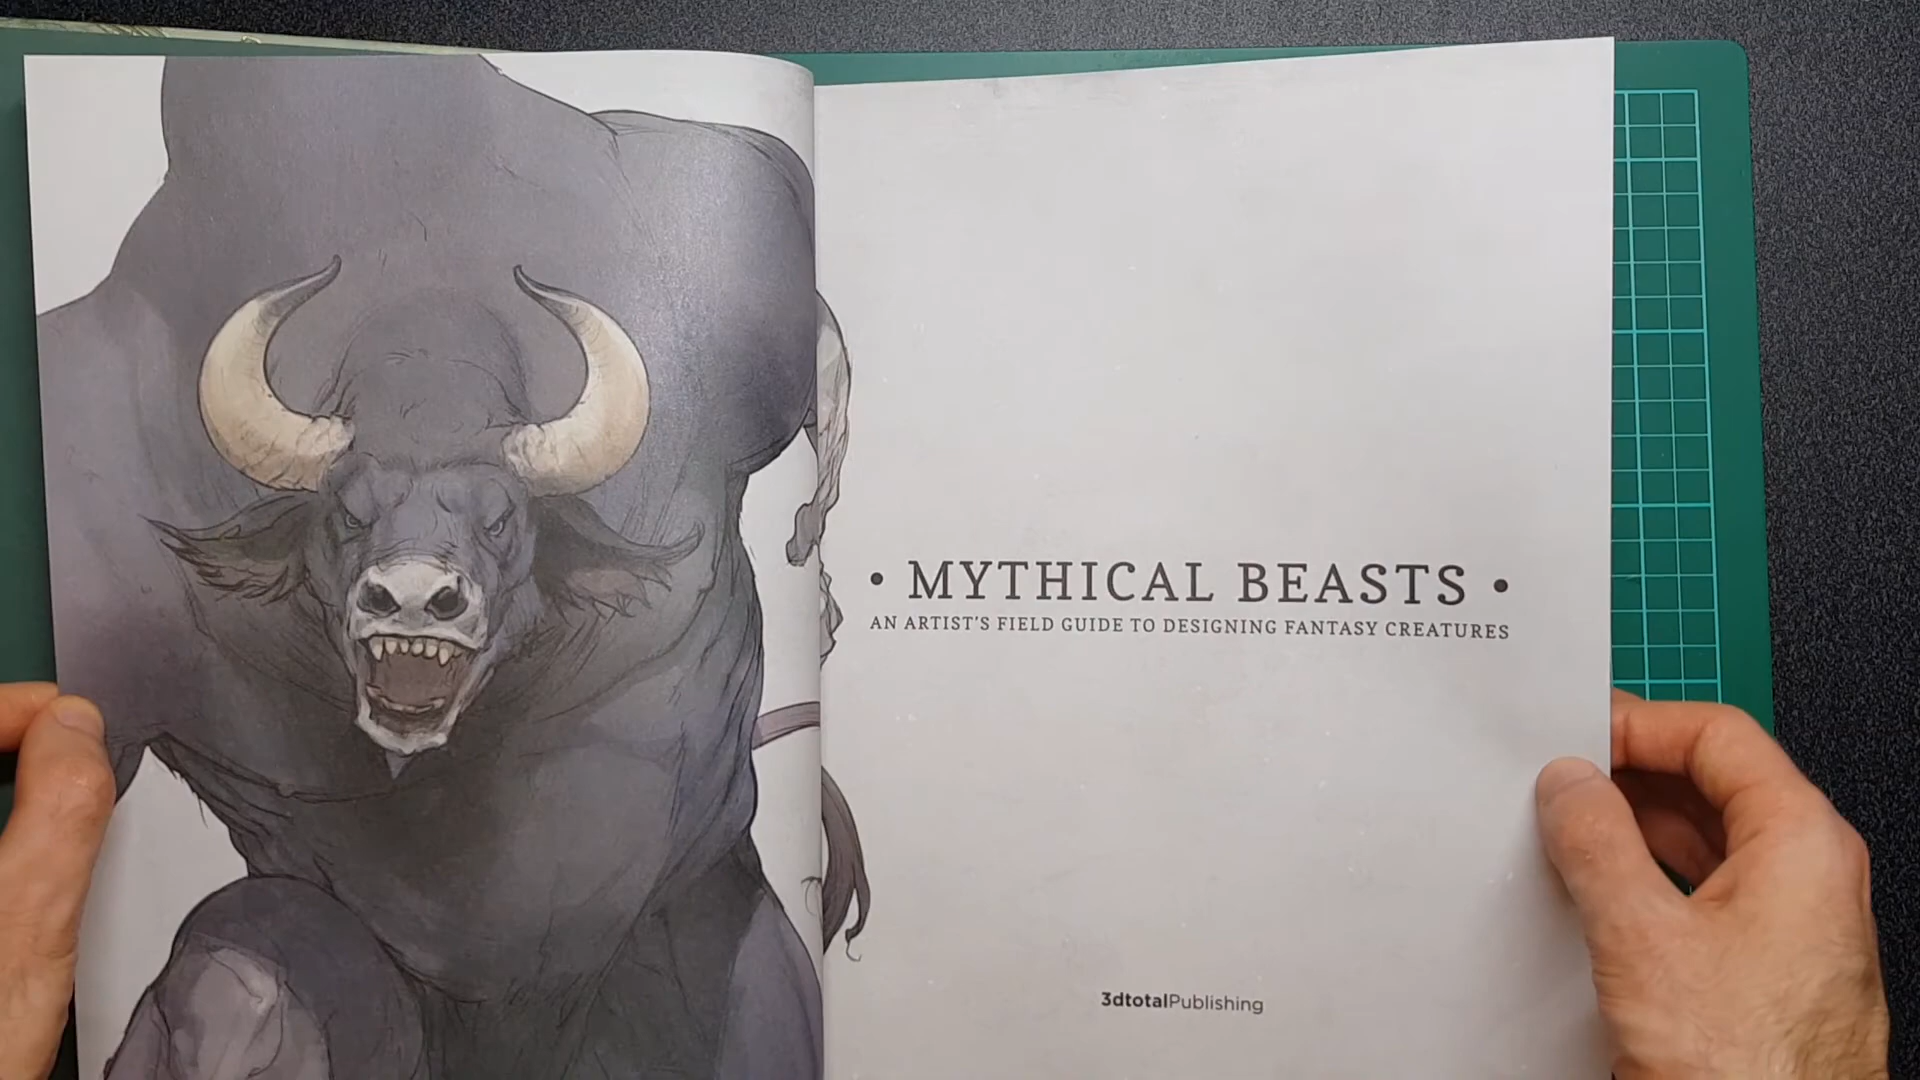 • MYTHICAL BEASTS •
AN ARTIST'S FIELD GUIDE TO DESIGNING FANTASY CREATURES
3dtotalPublishing